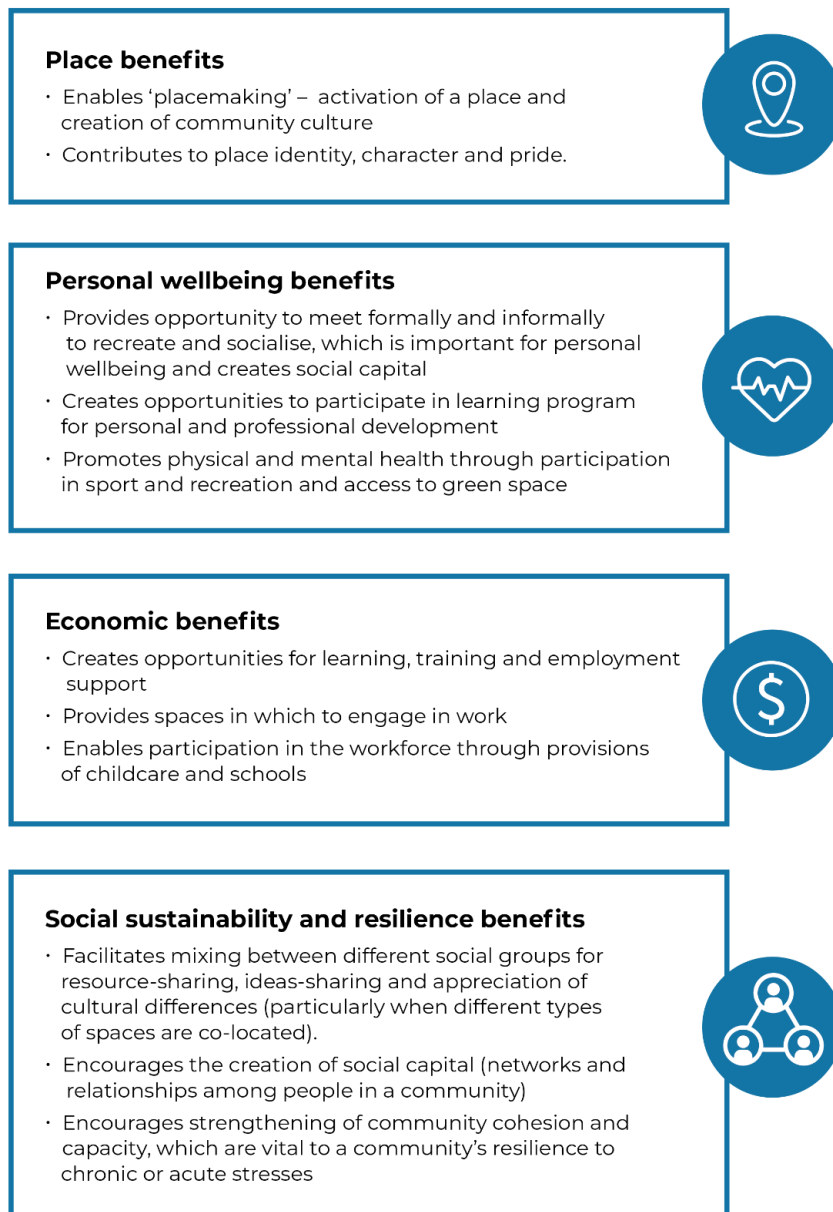 Place benefits
· Enables ‘placemaking’ – activation of a place and
creation of community culture
· Contributes to place identity, character and pride.
Personal wellbeing benefits
· Provides opportunity to meet formally and informally
to recreate and socialise, which is important for personal
wellbeing and creates social capital
· Creates opportunities to participate in learning program
for personal and professional development
· Promotes physical and mental health through participation
in sport and recreation and access to green space
Economic benefits
· Creates opportunities for learning, training and employment
support
· Provides spaces in which to engage in work
· Enables participation in the workforce through provisions
of childcare and schools
$
Social sustainability and resilience benefits
· Facilitates mixing between different social groups for
resource-sharing, ideas-sharing and appreciation of
cultural differences (particularly when different types
of spaces are co-located).
· Encourages the creation of social capital (networks and
relationships among people in a community)
· Encourages strengthening of community cohesion and
capacity, which are vital to a community’s resilience to
chronic or acute stresses